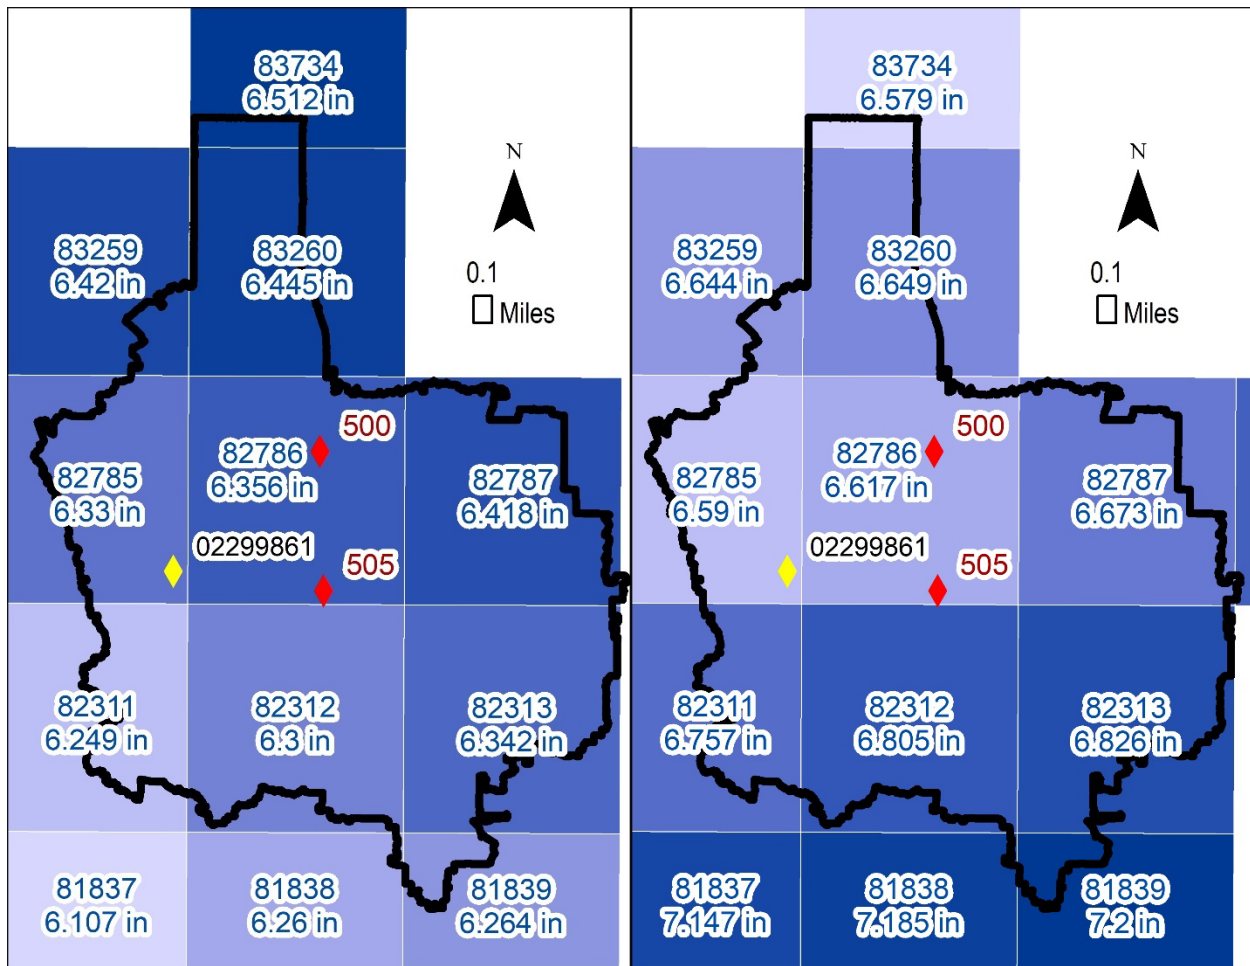 83734
6.512 in
N
83259
6.42 in
83260
6.445 in
0.1
Miles
500
82785
6.33 in
82786
6.356 in
82787
6.418 in
02299861
505
82311
6.249 in
82312
6.3 in
82313
6.342 in
81837
6.107 in
81838
6.26 in
81839
6.264 in
83734
6.579 in
N
83259
6.644 in
83260
6.649 in
0.1
Miles
500
82785
6.59 in
82786
6.617 in
82787
6.673 in
02299861
505
82311
6.757 in
82312
6.805 in
82313
6.826 in
81837
7.147 in
81838
7.185 in
81839
7.2 in